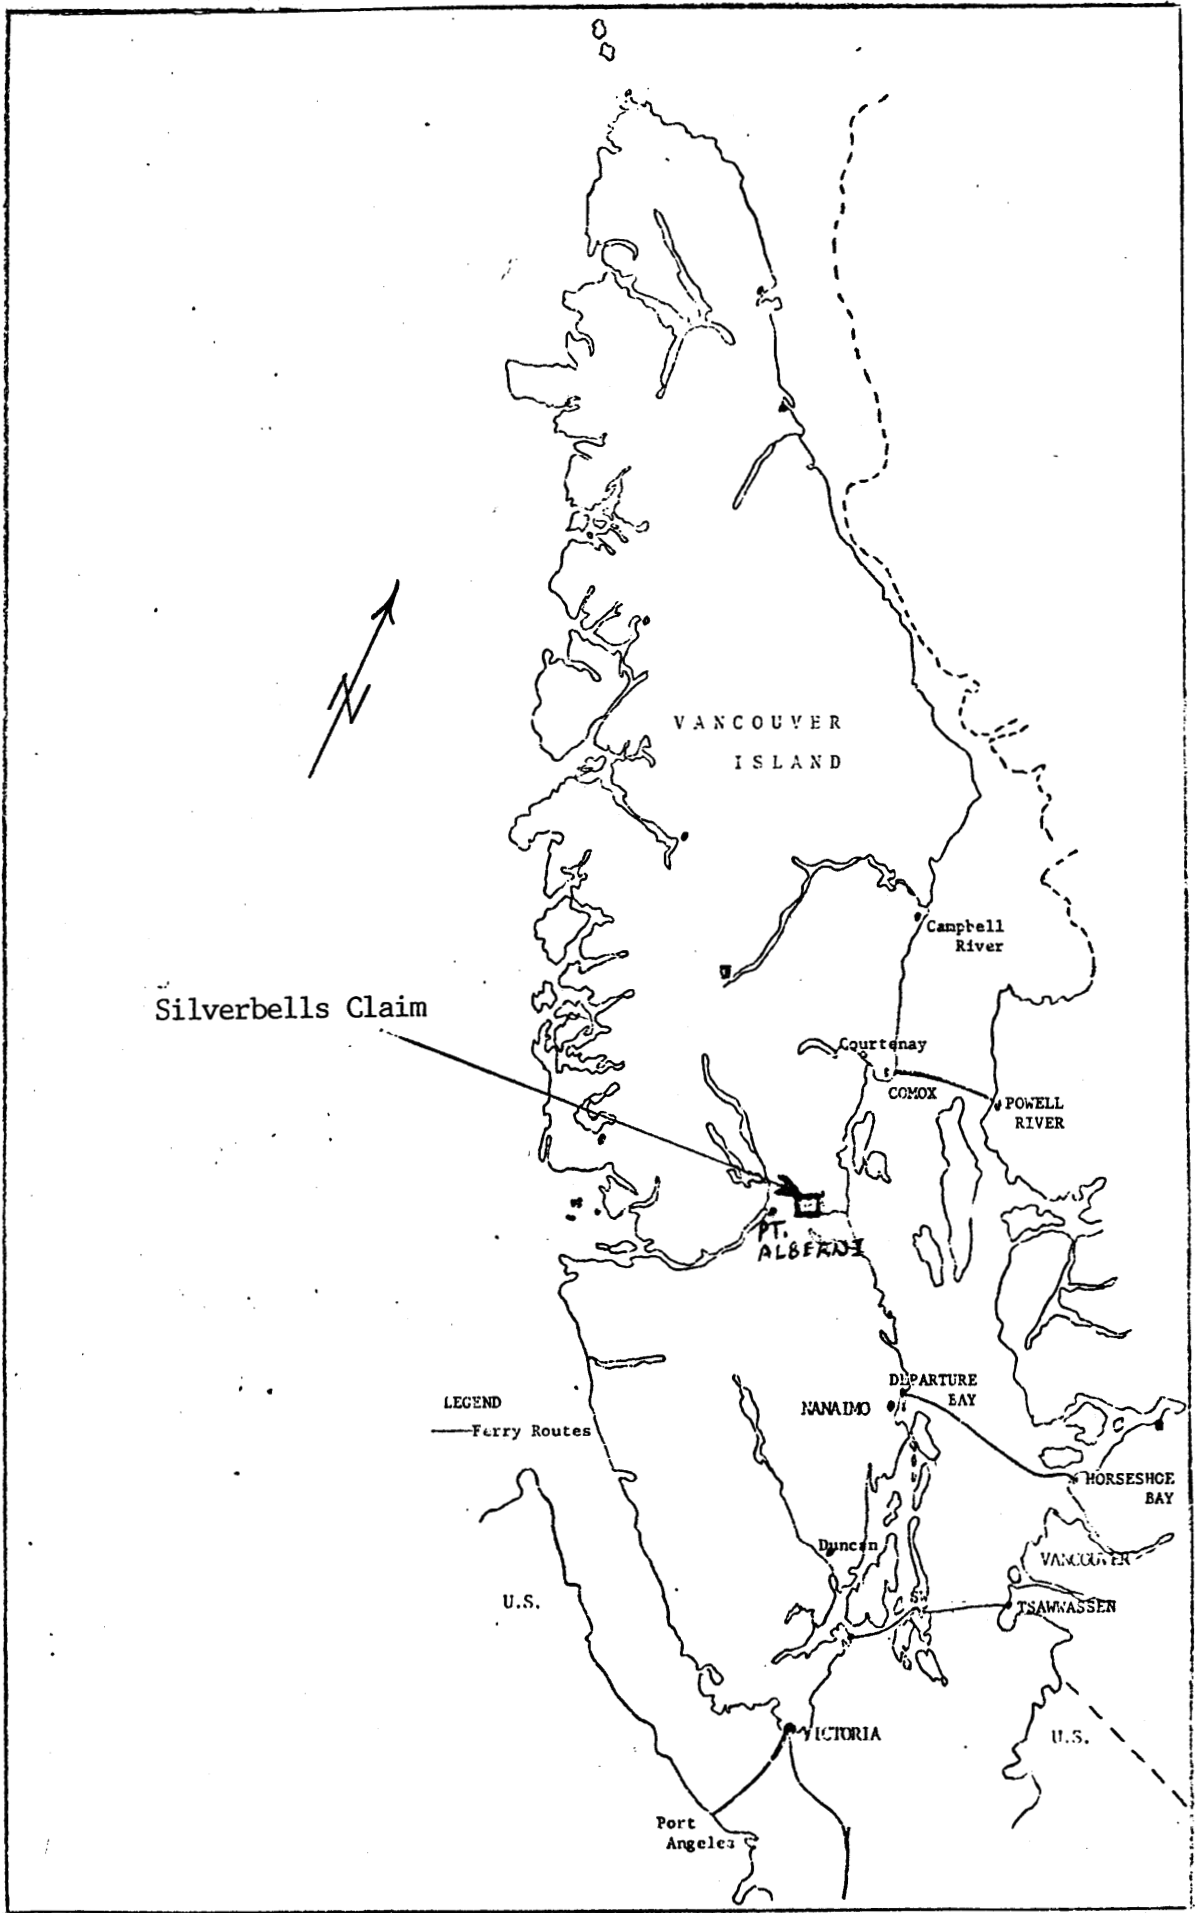 N
VANCOUVER
ISLAND
Campbell
River
Silverbells Claim
Courtenay
COMOX
POWELL
RIVER
PT.
ALBERNI
DEPARTURE
BAY
NANAIMO
LEGEND
Ferry Routes
HORSESHOE
BAY
Duncan
VANCOUVER
U.S.
TSAWWASSEN
VICTORIA
U.S.
Port
Angeles